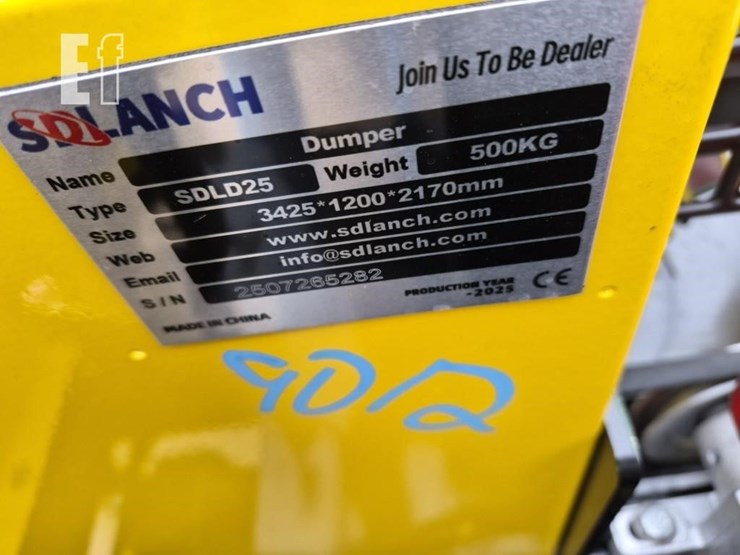 Ef
SDLANCH
Join Us To Be Dealer
Name Dumper
Type SDLD25 Weight 500KG
Size 3425*1200*2170mm
Web www.sdlanch.com
Email info@sdlanch.com
S/N 2507265282
PRODUCTION YEAR
-2025
CE
MADE IN CHINA
9012